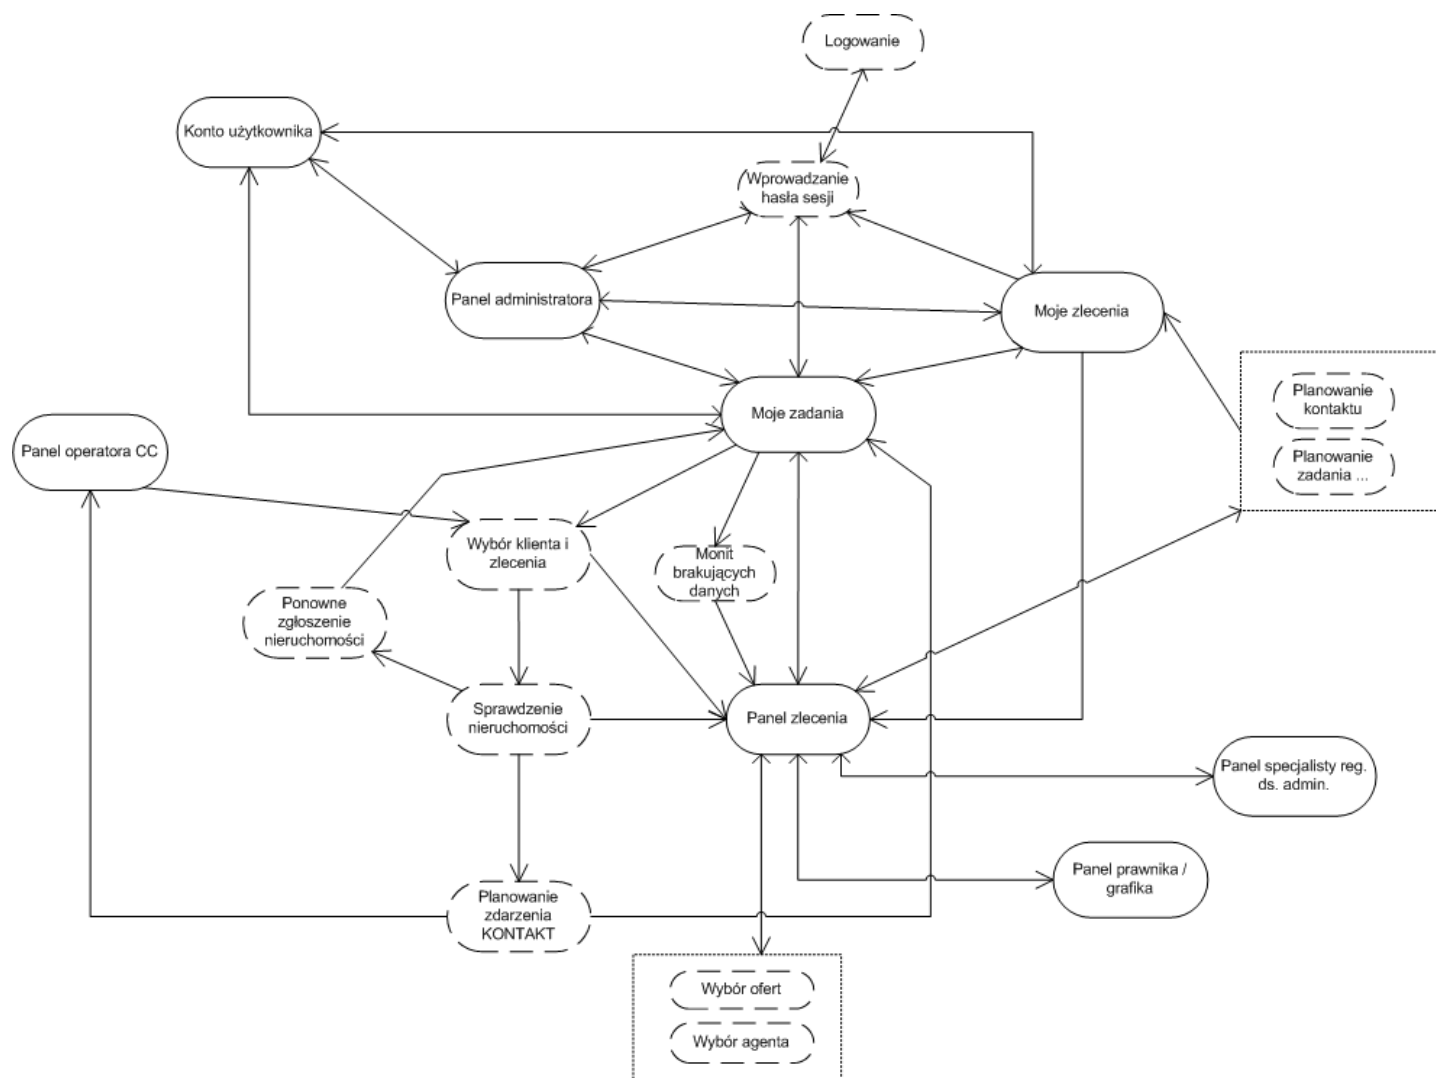 Logowanie
Konto użytkownika
Wprowadzanie
hasła sesji
Panel administratora
Moje zlecenia
Planowanie
kontaktu
Planowanie
zadania ...
Moje zadania
Panel operatora CC
Wybór klienta i
zlecenia
Monit
brakujących
danych
Ponowne
zgłoszenie
nieruchomości
Sprawdzenie
nieruchomości
Panel zlecenia
Panel specjalisty reg.
ds. admin.
Panel prawnika /
grafika
Planowanie
zdarzenia
KONTAKT
Wybór ofert
Wybór agenta